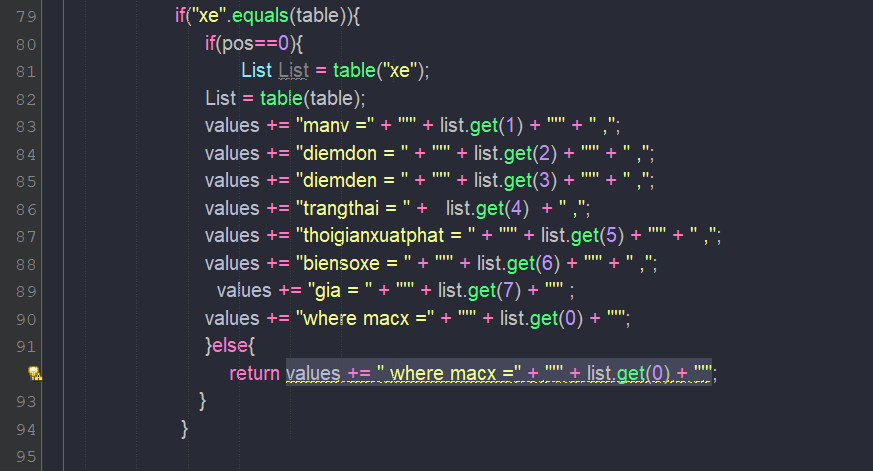 79 if("xe".equals(table)){
80 if(pos==0){
81 List List = table("xe");
82 List = table(table);
83 values += "manv =" + "'" + list.get(1) + "'" + " ,";
84 values += "diemdon = " + "'" + list.get(2) + "'" + " ,";
85 values += "diemden = " + "'" + list.get(3) + "'" + " ,";
86 values += "trangthai = " + list.get(4) + " ,";
87 values += "thoigianxuatphat = " + "'" + list.get(5) + "'" + " ,";
88 values += "biensoxe = " + "'" + list.get(6) + "'" + " ,";
89 values += "gia = " + "'" + list.get(7) + "'" ;
90 values += "where macx =" + "'" + list.get(0) + "'";
91 }else{
return values += " where macx =" + "'" + list.get(0) + "'";
93 }
94 }
95